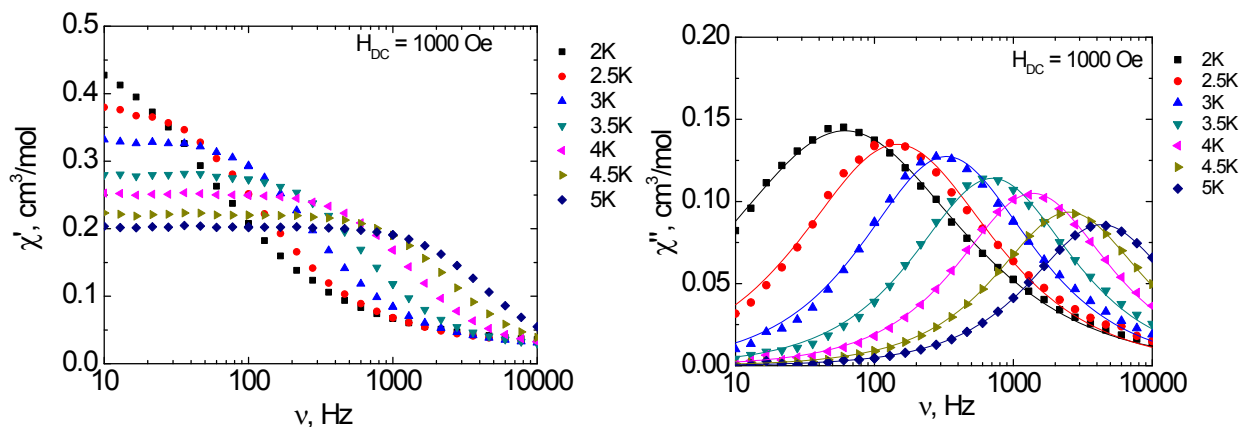 H_DC = 1000 Oe
0.5
0.4
0.3
0.2
0.1
0.0
χ', cm³/mol
10
100
1000
10000
ν, Hz
2K
2.5K
3K
3.5K
4K
4.5K
5K
H_DC = 1000 Oe
0.20
0.15
0.10
0.05
0.00
χ'', cm³/mol
10
100
1000
10000
ν, Hz
2K
2.5K
3K
3.5K
4K
4.5K
5K